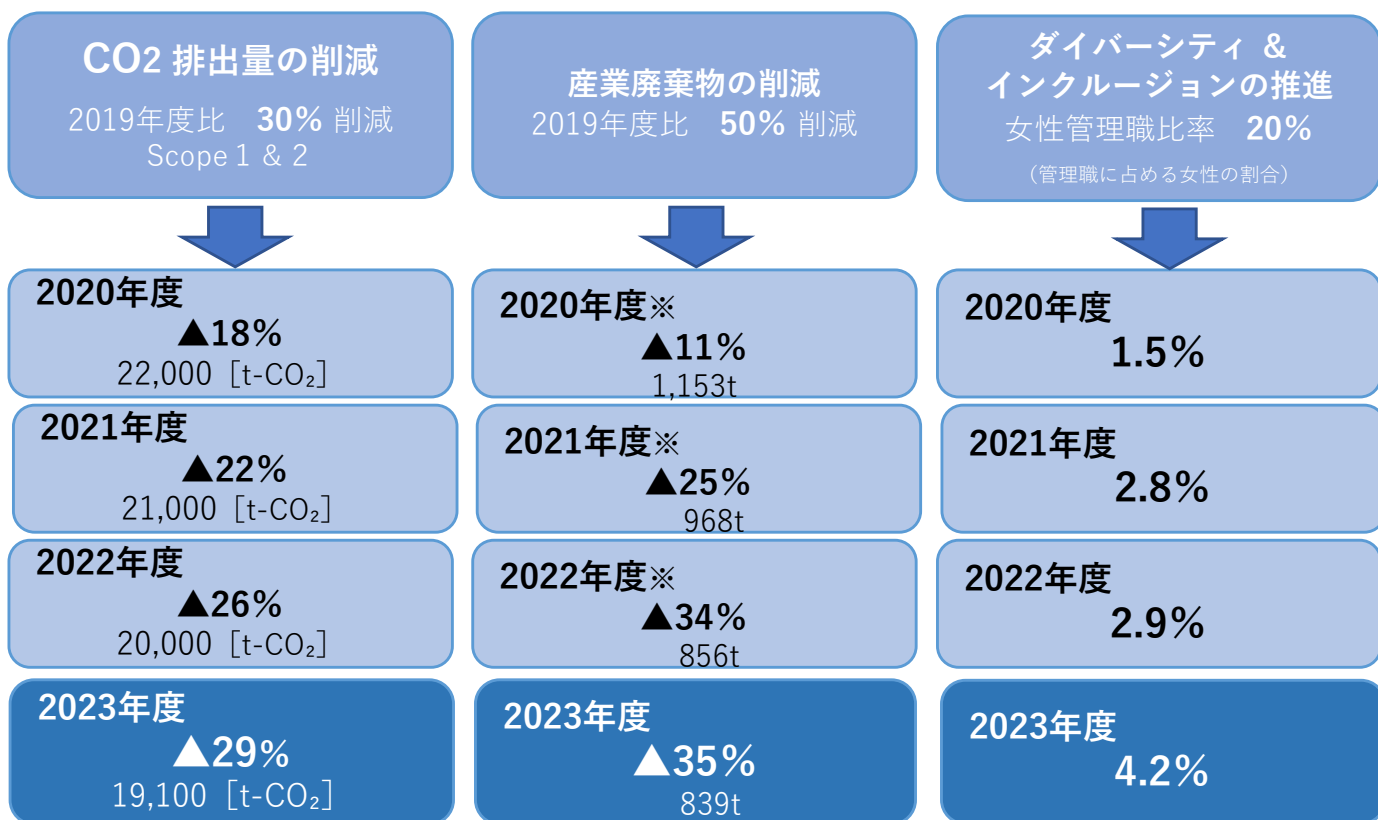 CO2 排出量の削減
2019年度比　30% 削減
Scope 1 & 2
産業廃棄物の削減
2019年度比　50% 削減
ダイバーシティ &
インクルージョンの推進
女性管理職比率　20%
（管理職に占める女性の割合）
2020年度
▲18%
22,000［t-CO₂］
2021年度
▲22%
21,000［t-CO₂］
2022年度
▲26%
20,000［t-CO₂］
2023年度
▲29%
19,100［t-CO₂］
2020年度※
▲11%
1,153t
2021年度※
▲25%
968t
2022年度※
▲34%
856t
2023年度
▲35%
839t
2020年度
1.5%
2021年度
2.8%
2022年度
2.9%
2023年度
4.2%